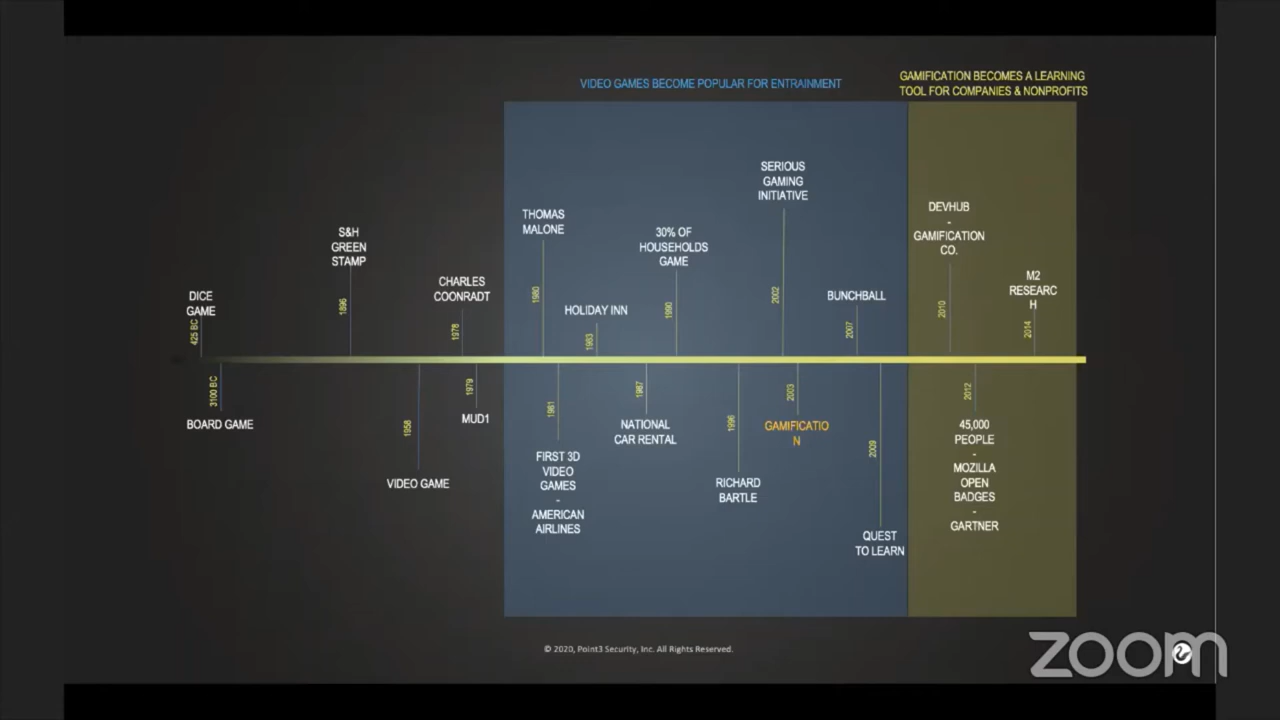 VIDEO GAMES BECOME POPULAR FOR ENTRAINMENT
GAMIFICATION BECOMES A LEARNING
TOOL FOR COMPANIES & NONPROFITS
DICE
GAME
425 BC
3100 BC
BOARD GAME
S&H
GREEN
STAMP
1896
1958
VIDEO GAME
CHARLES
COONRADT
1978
1979
MUD1
THOMAS
MALONE
1980
1981
FIRST 3D
VIDEO
GAMES
-
AMERICAN
AIRLINES
HOLIDAY INN
1983
1987
NATIONAL
CAR RENTAL
30% OF
HOUSEHOLDS
GAME
1990
1996
RICHARD
BARTLE
SERIOUS
GAMING
INITIATIVE
2002
2003
GAMIFICATIO
N
BUNCHBALL
2007
2009
QUEST
TO LEARN
DEVHUB
-
GAMIFICATION
CO.
2010
2012
45,000
PEOPLE
-
MOZILLA
OPEN
BADGES
-
GARTNER
M2
RESEARC
H
2014
© 2020, Point3 Security, Inc. All Rights Reserved.
zoom